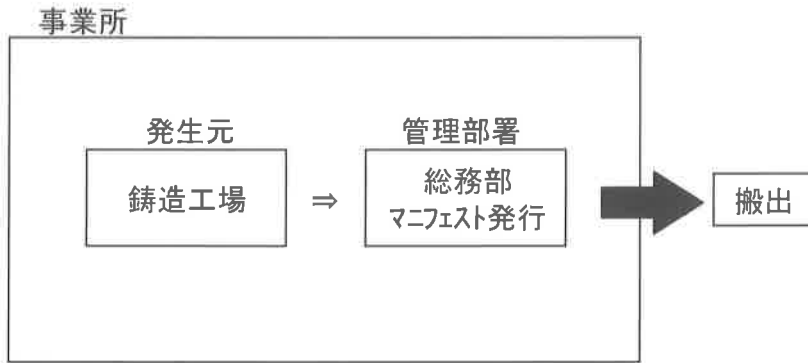 事業所
発生元
鋳造工場
⇒
管理部署
総務部
マニフェスト発行
搬出